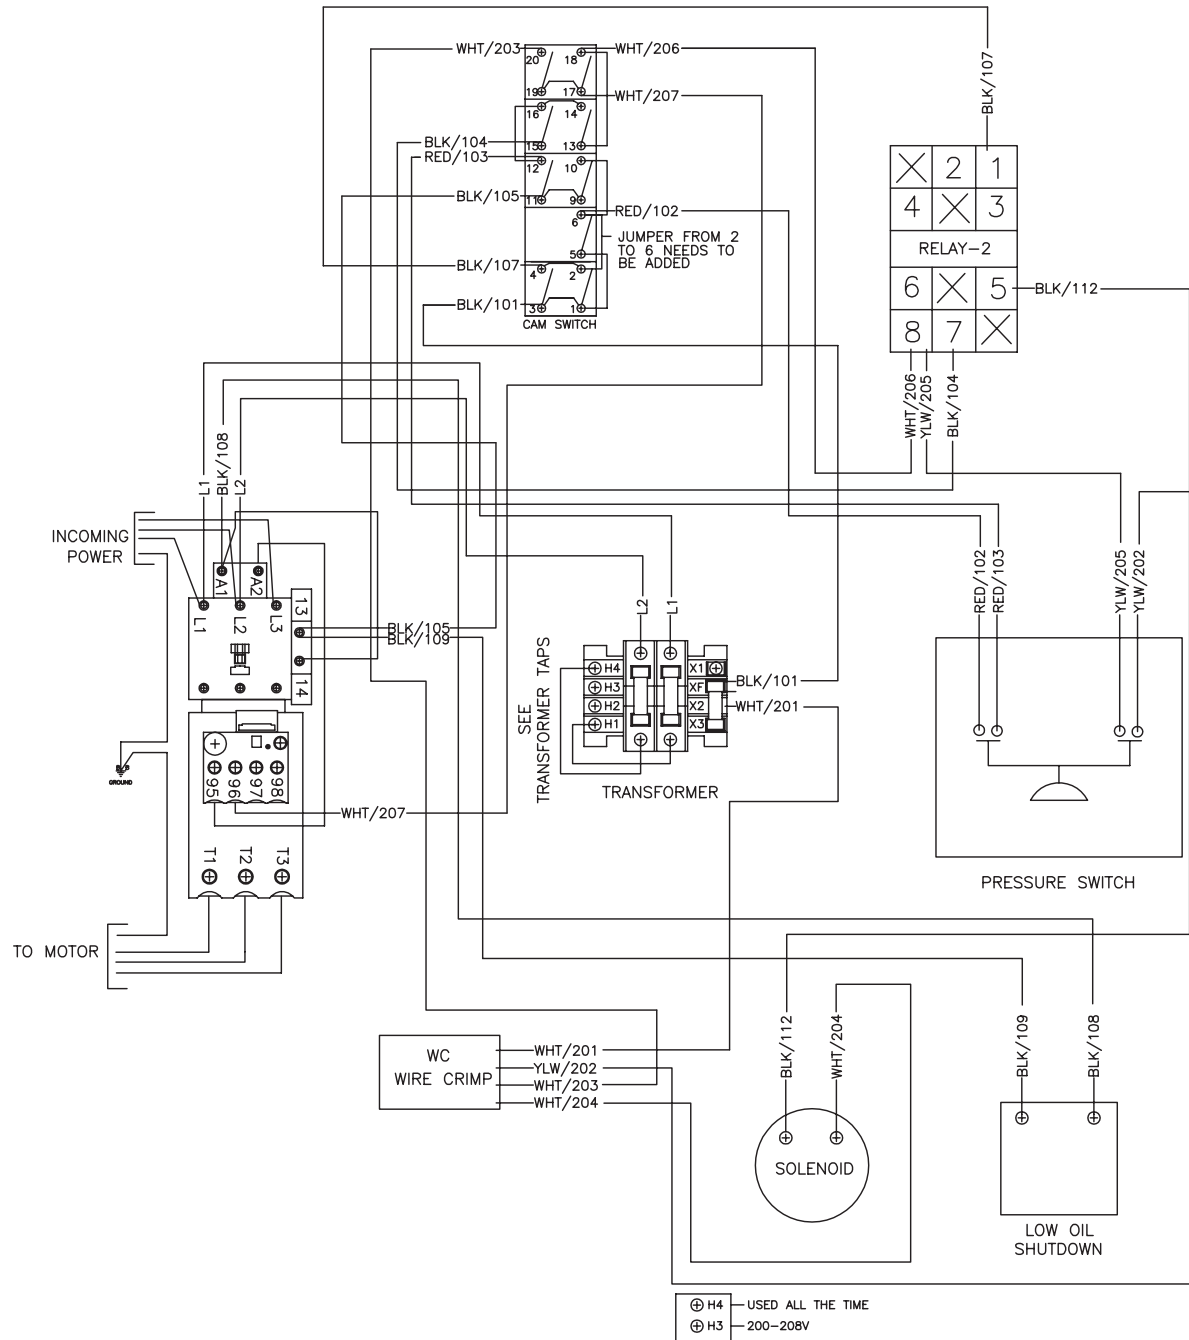 WHT/203
20
18
WHT/206
19
17
WHT/207
16
14
BLK/104
15
13
RED/103
12
10
BLK/105
11
9
RED/102
6
5
JUMPER FROM 2
TO 6 NEEDS TO
BE ADDED
BLK/107
4
2
BLK/101
3
1
CAM SWITCH
BLK/107
2
1
4
3
RELAY-2
6
5
BLK/112
8
7
WHT/206
YLW/205
BLK/104
L1
BLK/108
L2
INCOMING
POWER
A1
A2
L1
L2
L3
13
14
BLK/105
BLK/109
GROUND
95
96
97
98
WHT/207
T1
T2
T3
TO MOTOR
L2
L1
SEE
TRANSFORMER TAPS
H4
H3
H2
H1
X1
XF
X2
X3
BLK/101
WHT/201
TRANSFORMER
RED/102
RED/103
YLW/205
YLW/202
PRESSURE SWITCH
WC
WIRE CRIMP
WHT/201
YLW/202
WHT/203
WHT/204
BLK/112
WHT/204
SOLENOID
BLK/109
BLK/108
LOW OIL
SHUTDOWN
H4 USED ALL THE TIME
H3 200-208V